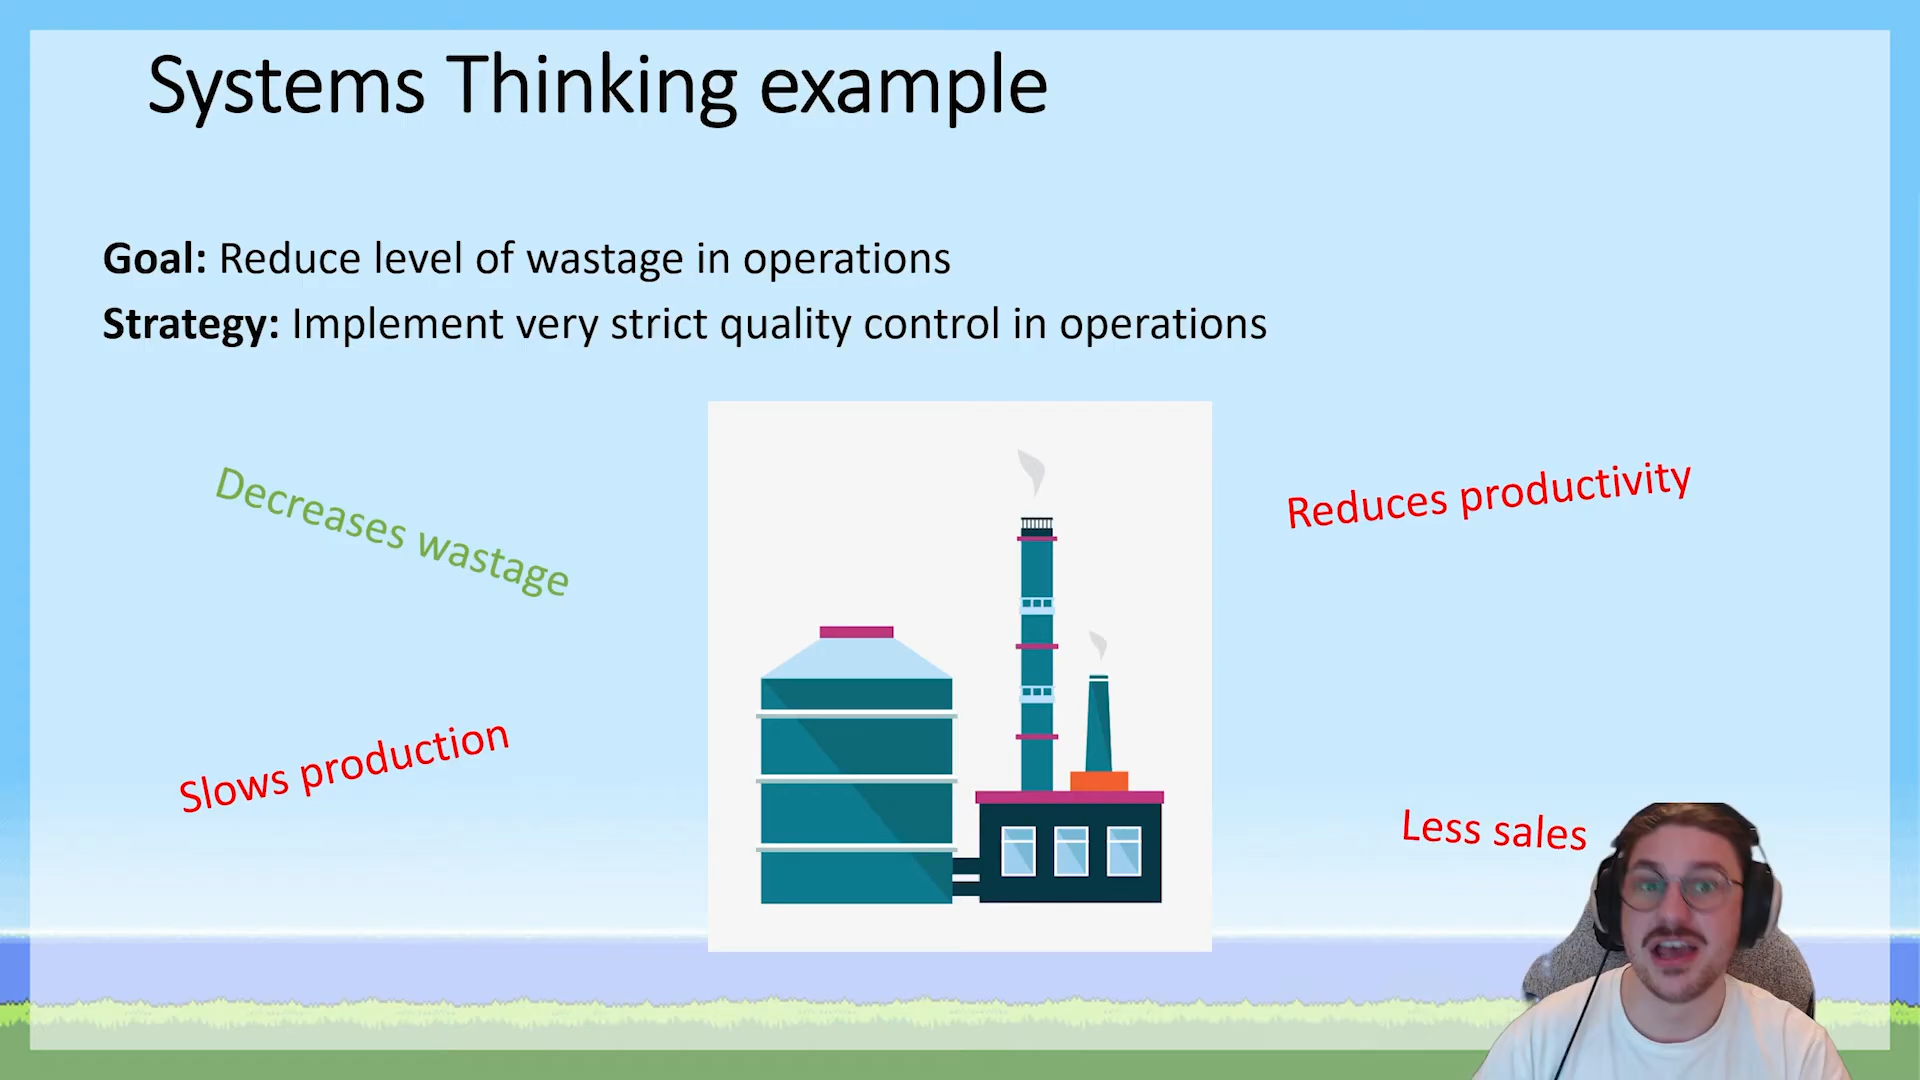 Systems Thinking example
Goal: Reduce level of wastage in operations
Strategy: Implement very strict quality control in operations
Decreases wastage
Reduces productivity
Slows production
Less sales